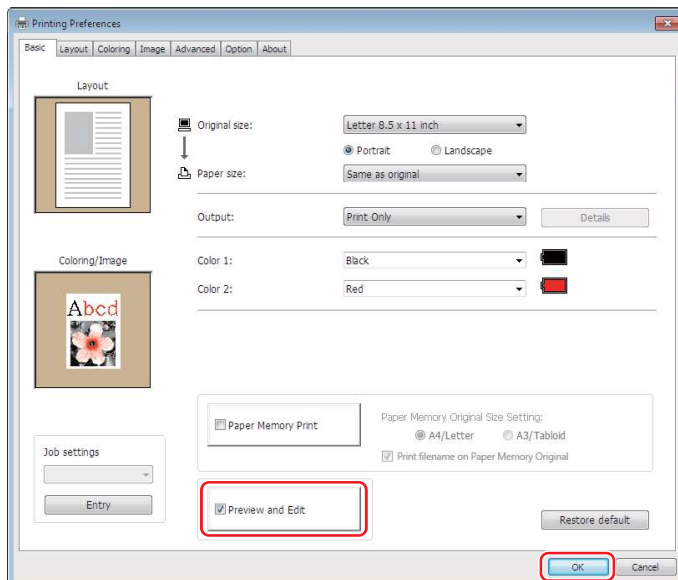 Printing Preferences
Basic Layout Coloring Image Advanced Option About
Layout
Original size: Letter 8.5 x 11 inch
Portrait Landscape
Paper size: Same as original
Output: Print Only Details
Coloring/Image
Color 1: Black
Color 2: Red
Abcd
Paper Memory Print
Paper Memory Original Size Setting:
A4/Letter A3/Tabloid
Print filename on Paper Memory Original
Job settings
Entry
Preview and Edit
Restore default
OK Cancel